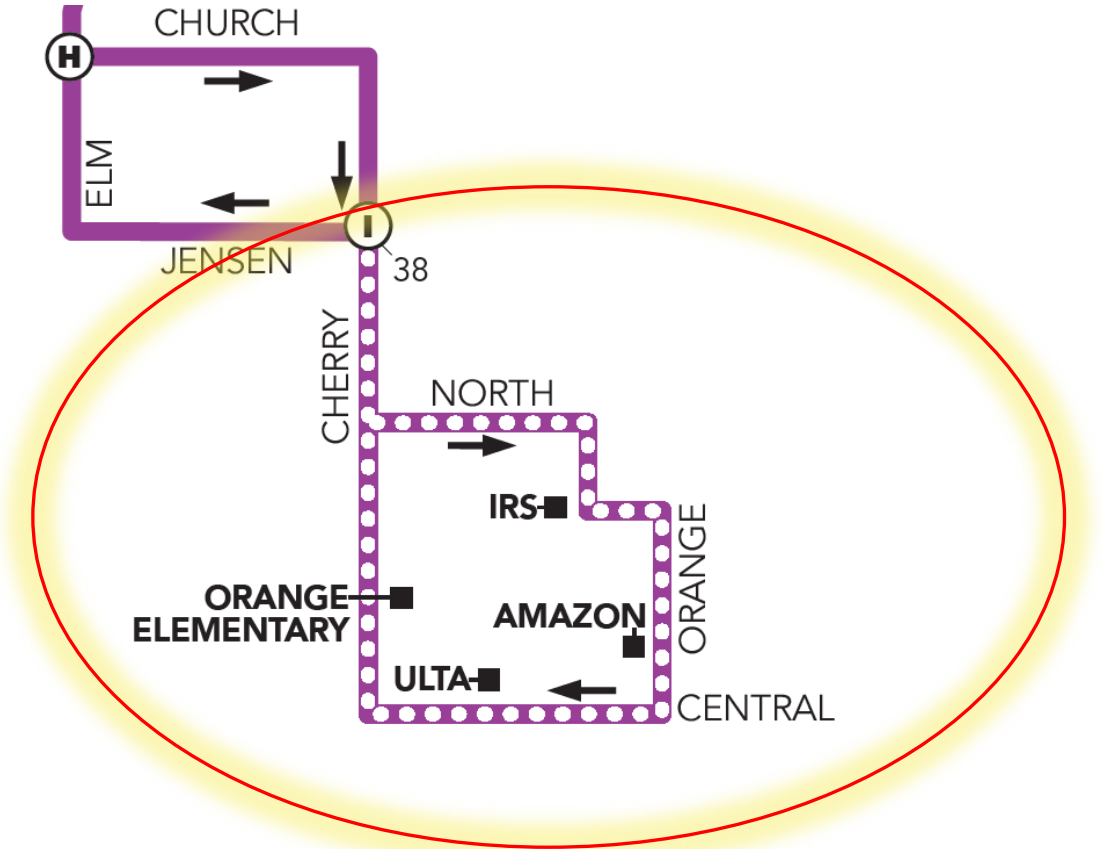 CHURCH
H
ELM
I
JENSEN
38
CHERRY
NORTH
IRS
ORANGE
ORANGE
ELEMENTARY
AMAZON
ULTA
CENTRAL